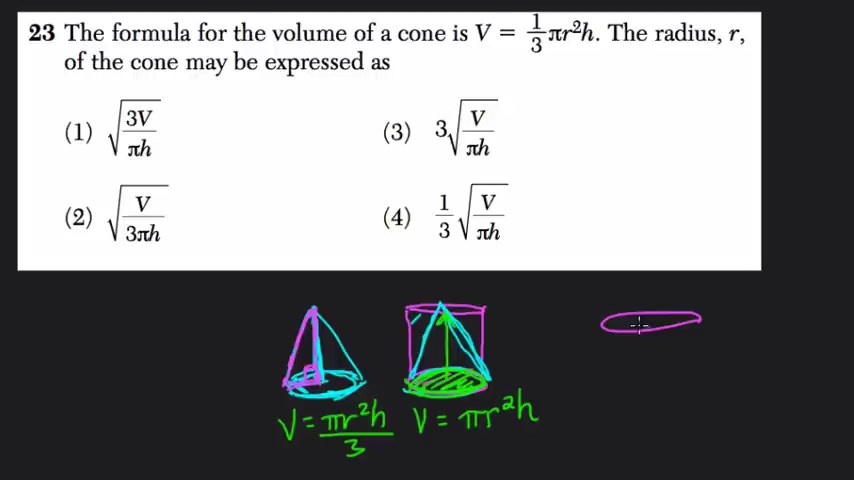 23 The formula for the volume of a cone is V = 1/3 πr²h. The radius, r,
of the cone may be expressed as
(1) √(3V/πh) (3) 3√(V/πh)
(2) √(V/3πh) (4) 1/3 √(V/πh)
V = πr²h/3 V = πr²h